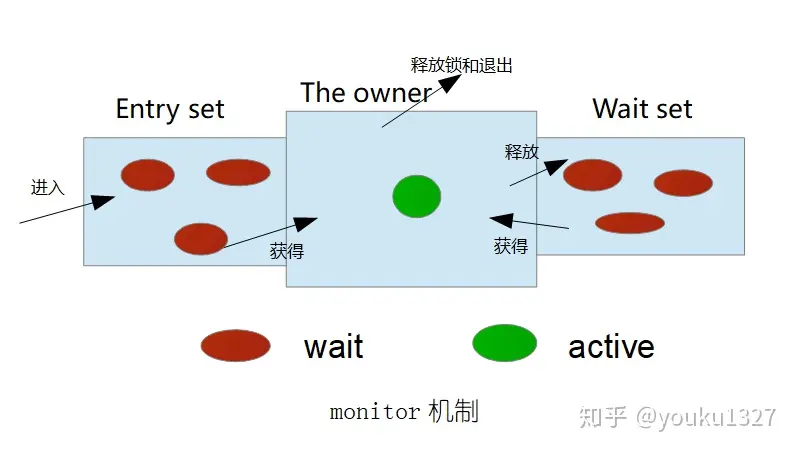 释放锁和退出
Entry set
The owner
Wait set
进入
释放
获得
获得
wait
active
monitor 机制
知乎 @youku1327